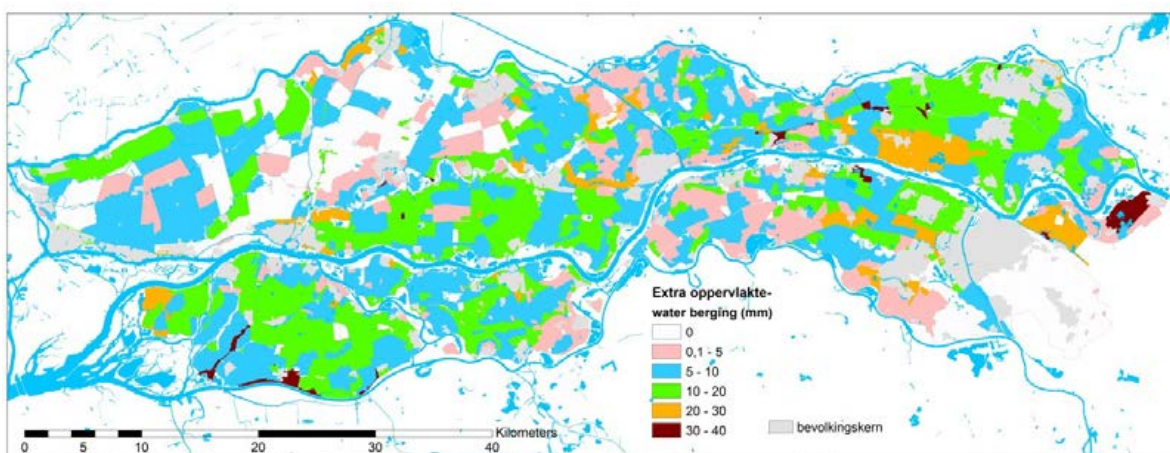 Extra oppervlakte-
water berging (mm)
0
0,1 - 5
5 - 10
10 - 20
20 - 30
30 - 40
bevolkingskern
Kilometers
0 5 10 20 30 40